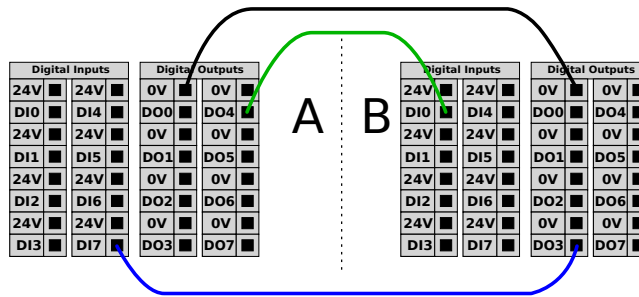 Digital Inputs Digital Outputs
24V 24V 0V 0V
DI0 DI4 DO0 DO4
24V 24V 0V 0V
DI1 DI5 DO1 DO5
24V 24V 0V 0V
DI2 DI6 DO2 DO6
24V 24V 0V 0V
DI3 DI7 DO3 DO7
A B
Digital Inputs Digital Outputs
24V 24V 0V 0V
DI0 DI4 DO0 DO4
24V 24V 0V 0V
DI1 DI5 DO1 DO5
24V 24V 0V 0V
DI2 DI6 DO2 DO6
24V 24V 0V 0V
DI3 DI7 DO3 DO7